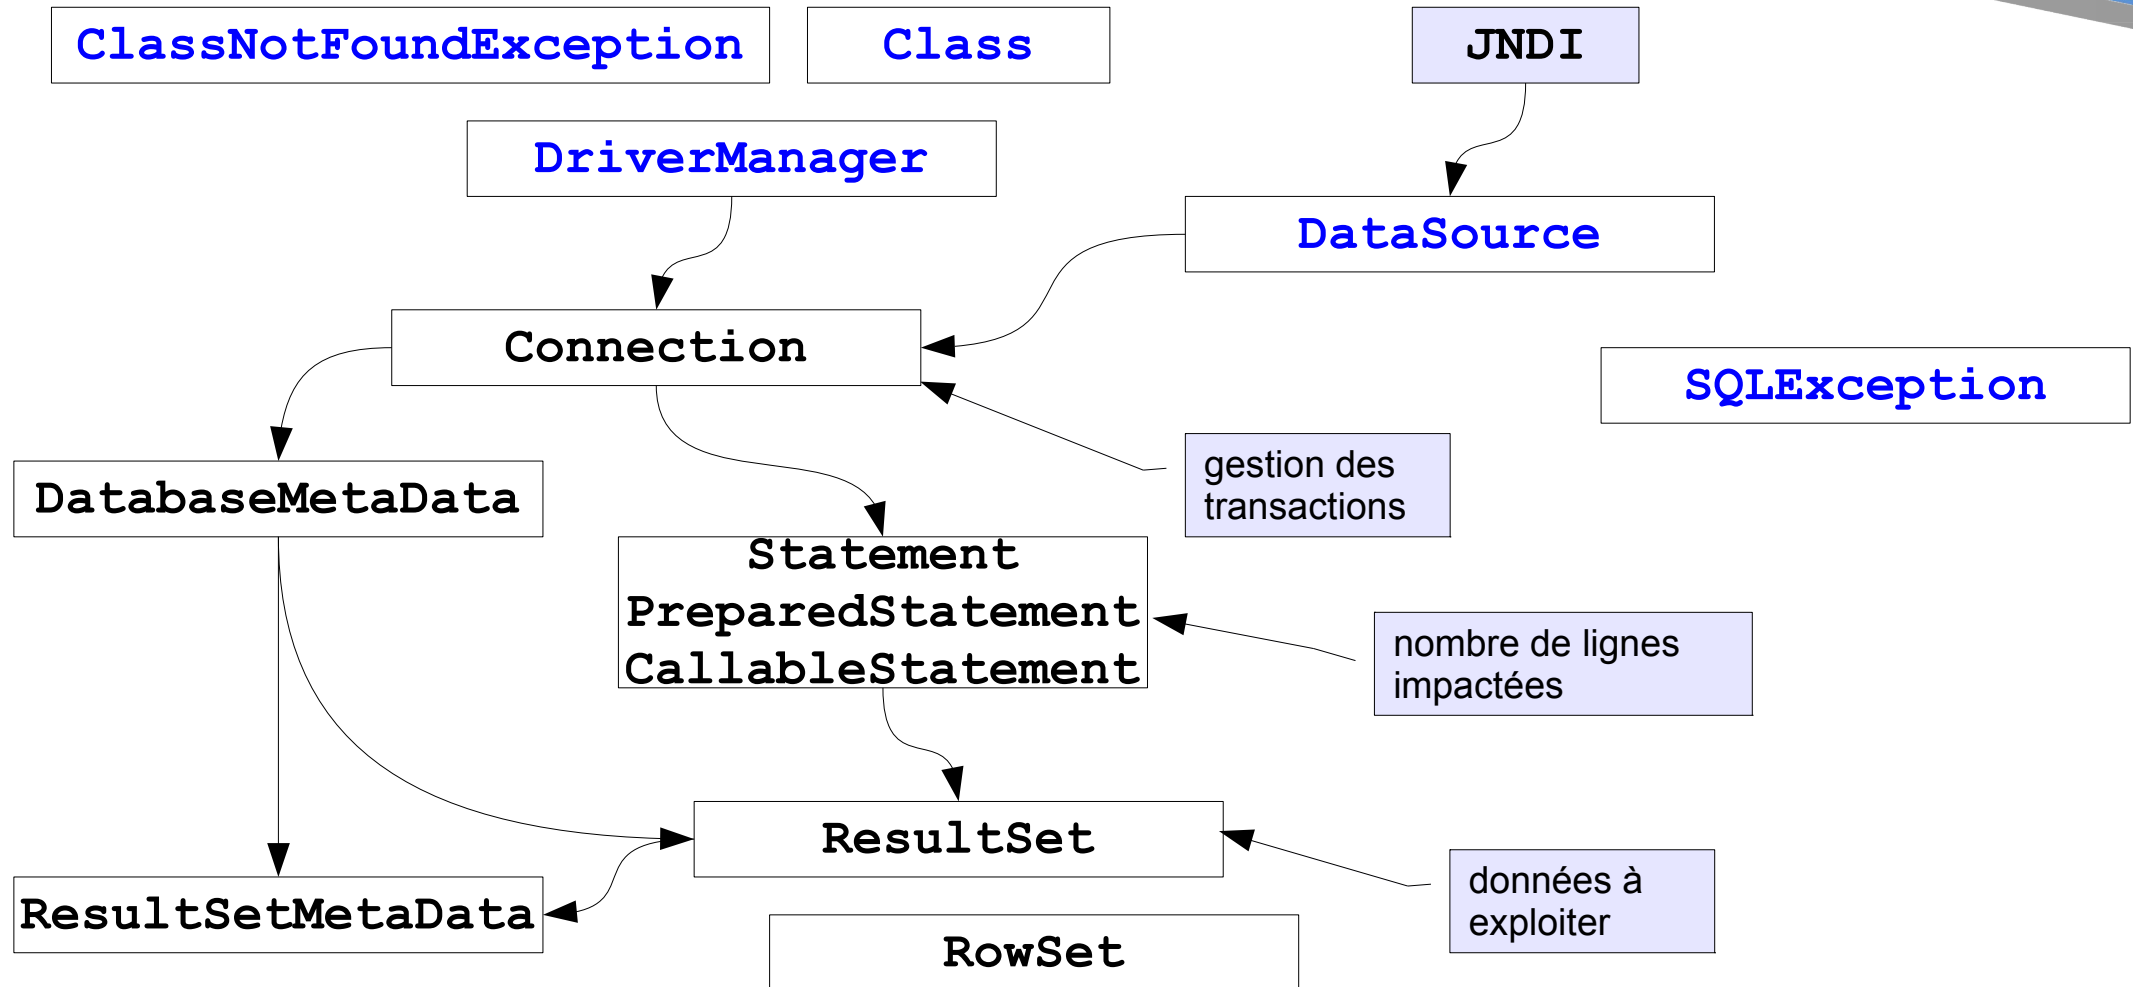 ClassNotFoundException
Class
JNDI
DriverManager
DataSource
Connection
SQLException
gestion des
transactions
DatabaseMetaData
Statement
PreparedStatement
CallableStatement
nombre de lignes
impactées
ResultSet
données à
exploiter
ResultSetMetaData
RowSet